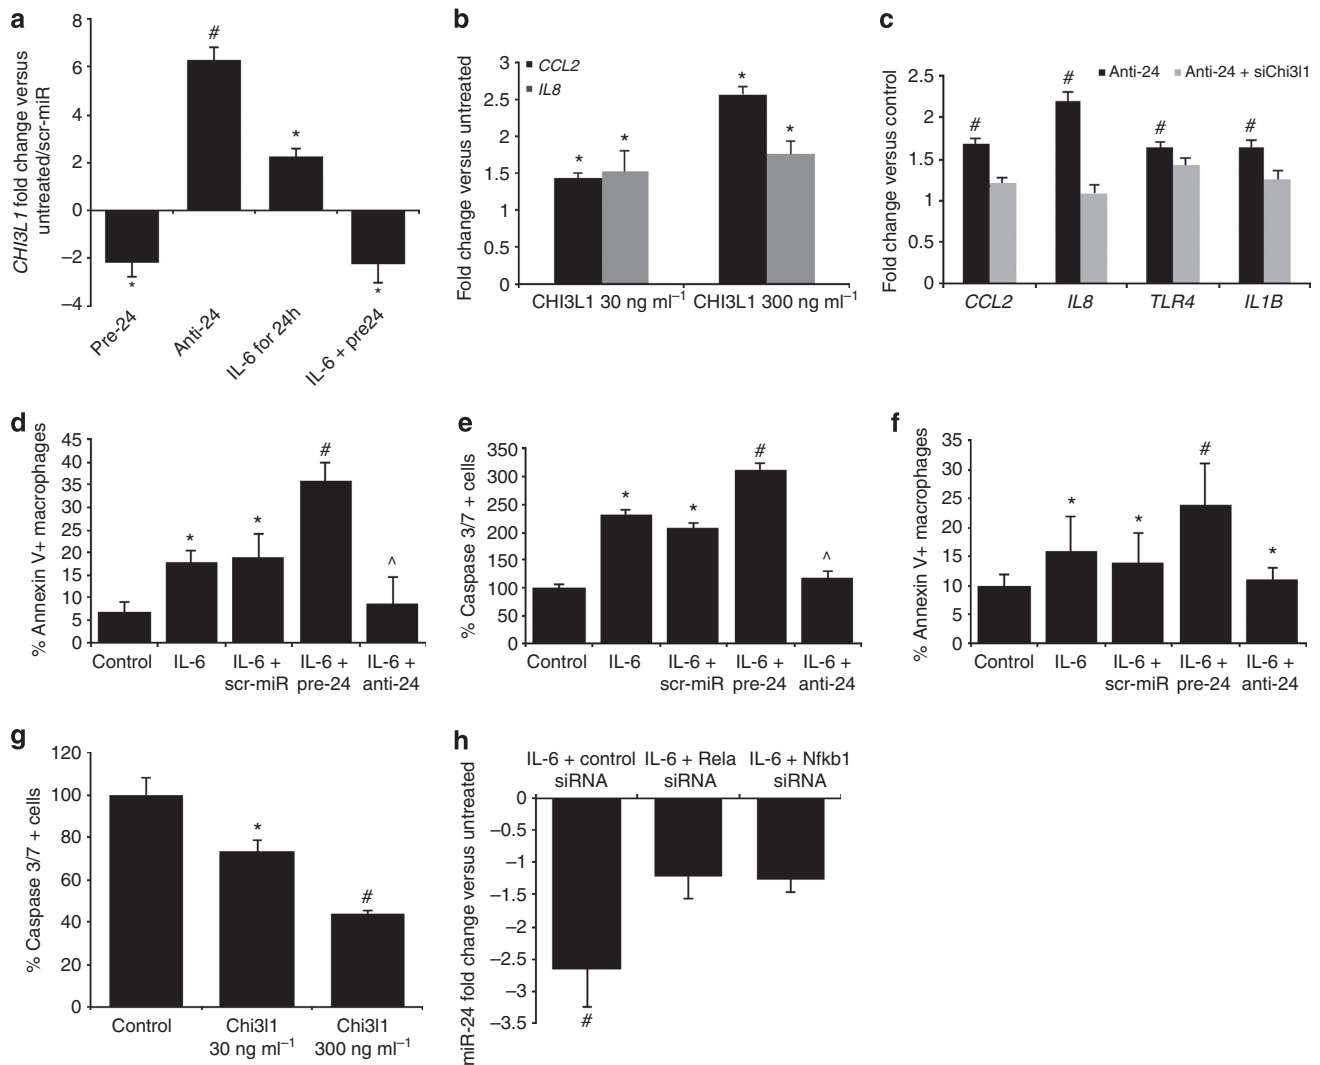 a
CHI3L1 fold change versus
untreated/scr-miR
8
6
4
2
0
–2
–4
#
*
*
*
Pre-24
Anti-24
IL-6 for 24h
IL-6 + pre24
b
Fold change versus untreated
3
2.5
2
1.5
1
0.5
0
CCL2
IL8
*
*
*
*
CHI3L1 30 ng ml⁻¹
CHI3L1 300 ng ml⁻¹
c
Fold change versus control
2.5
2
1.5
1
0.5
0
Anti-24
Anti-24 + siChi3l1
#
#
#
#
CCL2
IL8
TLR4
IL1B
d
% Annexin V+ macrophages
45
40
35
30
25
20
15
10
5
0
*
*
#
^
Control
IL-6
IL-6 +
scr-miR
IL-6 +
pre-24
IL-6 +
anti-24
e
% Caspase 3/7 + cells
350
300
250
200
150
100
50
0
*
*
#
^
Control
IL-6
IL-6 +
scr-miR
IL-6 +
pre-24
IL-6 +
anti-24
f
% Annexin V+ macrophages
35
30
25
20
15
10
5
0
*
*
#
*
Control
IL-6
IL-6 +
scr-miR
IL-6 +
pre-24
IL-6 +
anti-24
g
% Caspase 3/7 + cells
120
100
80
60
40
20
0
*
#
Control
Chi3l1
30 ng ml⁻¹
Chi3l1
300 ng ml⁻¹
h
miR-24 fold change versus untreated
IL-6 + control
siRNA
IL-6 + Rela
siRNA
IL-6 + Nfkb1
siRNA
0
–0.5
–1
–1.5
–2
–2.5
–3
–3.5
#